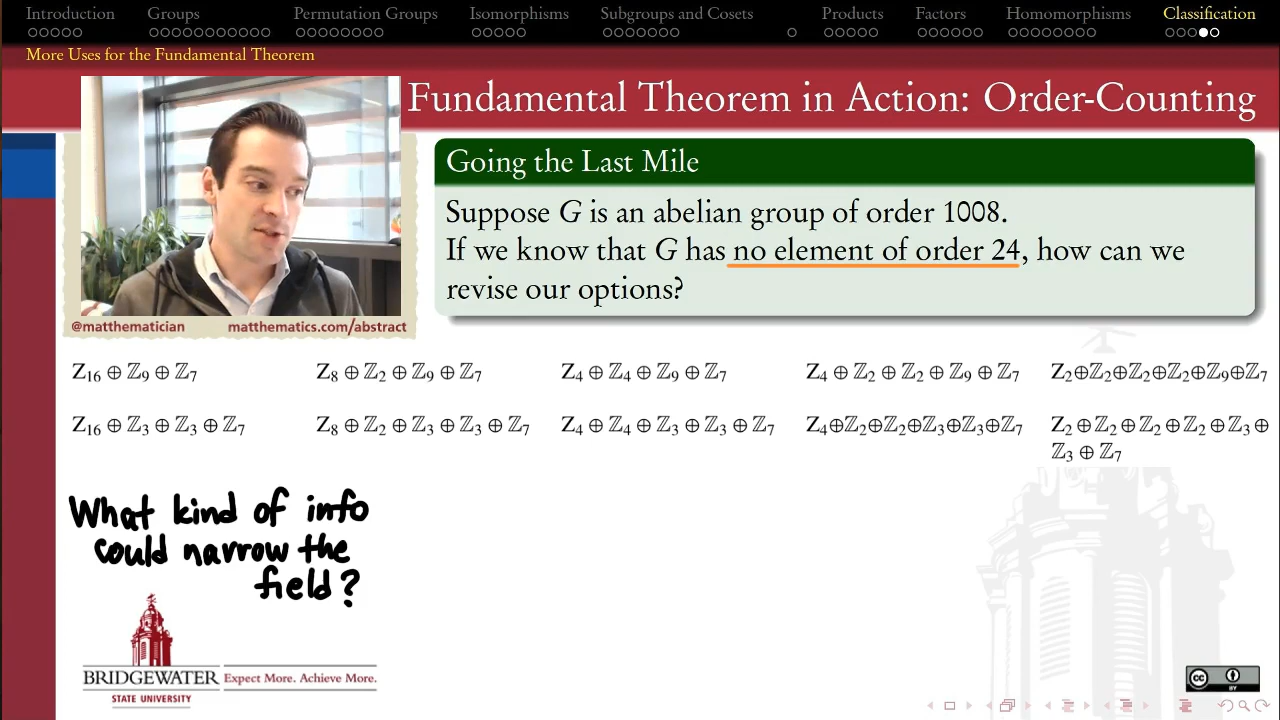 Introduction Groups Permutation Groups Isomorphisms Subgroups and Cosets Products Factors Homomorphisms Classification
More Uses for the Fundamental Theorem
Fundamental Theorem in Action: Order-Counting
Going the Last Mile
Suppose G is an abelian group of order 1008.
If we know that G has no element of order 24, how can we
revise our options?
@matthematician matthematics.com/abstract
Z₁₆ ⊕ ℤ₉ ⊕ ℤ₇ ℤ₈ ⊕ ℤ₂ ⊕ ℤ₉ ⊕ ℤ₇ ℤ₄ ⊕ ℤ₄ ⊕ ℤ₉ ⊕ ℤ₇ ℤ₄ ⊕ ℤ₂ ⊕ ℤ₂ ⊕ ℤ₉ ⊕ ℤ₇ ℤ₂⊕ℤ₂⊕ℤ₂⊕ℤ₂⊕ℤ₉⊕ℤ₇
ℤ₁₆ ⊕ ℤ₃ ⊕ ℤ₃ ⊕ ℤ₇ ℤ₈ ⊕ ℤ₂ ⊕ ℤ₃ ⊕ ℤ₃ ⊕ ℤ₇ ℤ₄ ⊕ ℤ₄ ⊕ ℤ₃ ⊕ ℤ₃ ⊕ ℤ₇ ℤ₄⊕ℤ₂⊕ℤ₂⊕ℤ₃⊕ℤ₃⊕ℤ₇ ℤ₂ ⊕ ℤ₂ ⊕ ℤ₂ ⊕ ℤ₂ ⊕ ℤ₃ ⊕
ℤ₃ ⊕ ℤ₇
What kind of info
could narrow the
field?
BRIDGEWATER Expect More. Achieve More.
STATE UNIVERSITY
CC BY